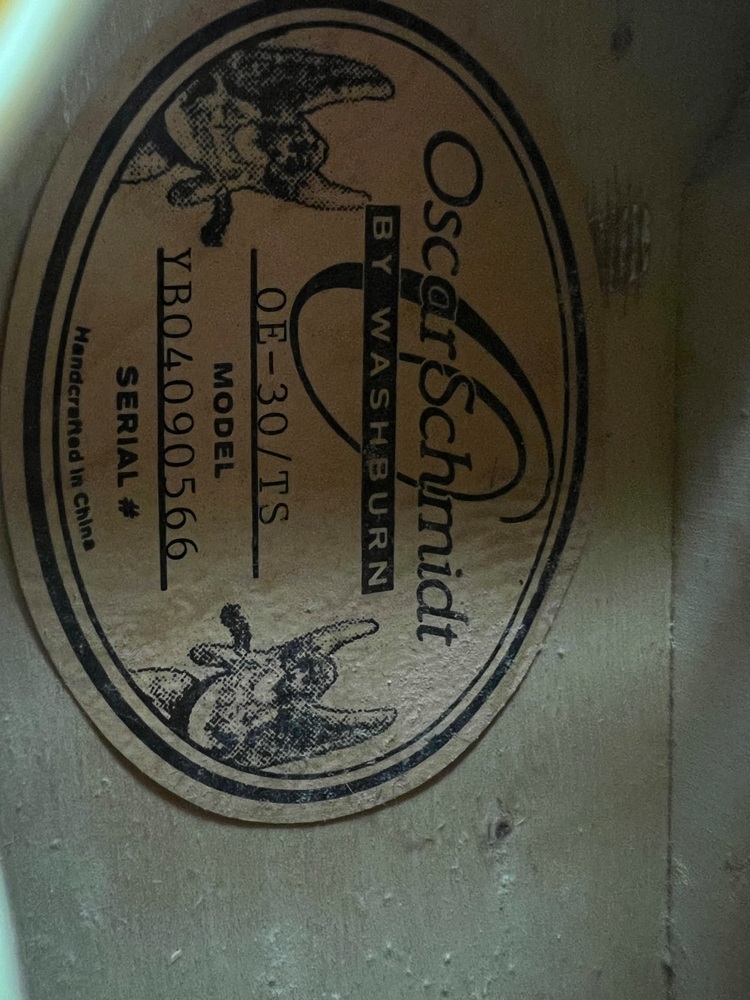 OscarSchmidt
BY WASHBURN
OE-30/TS
MODEL
YB04090566
SERIAL #
Handcrafted in China